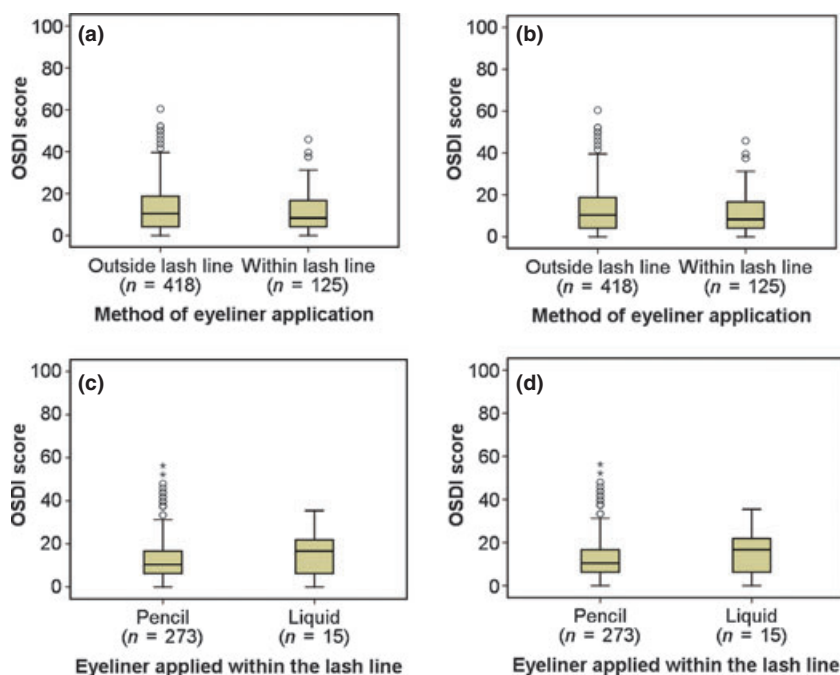 (a)
OSDI score
100
80
60
40
20
0
Outside lash line Within lash line
(n = 418) (n = 125)
Method of eyeliner application
(b)
OSDI score
100
80
60
40
20
0
Outside lash line Within lash line
(n = 418) (n = 125)
Method of eyeliner application
(c)
OSDI score
100
80
60
40
20
0
Pencil Liquid
(n = 273) (n = 15)
Eyeliner applied within the lash line
(d)
OSDI score
100
80
60
40
20
0
Pencil Liquid
(n = 273) (n = 15)
Eyeliner applied within the lash line